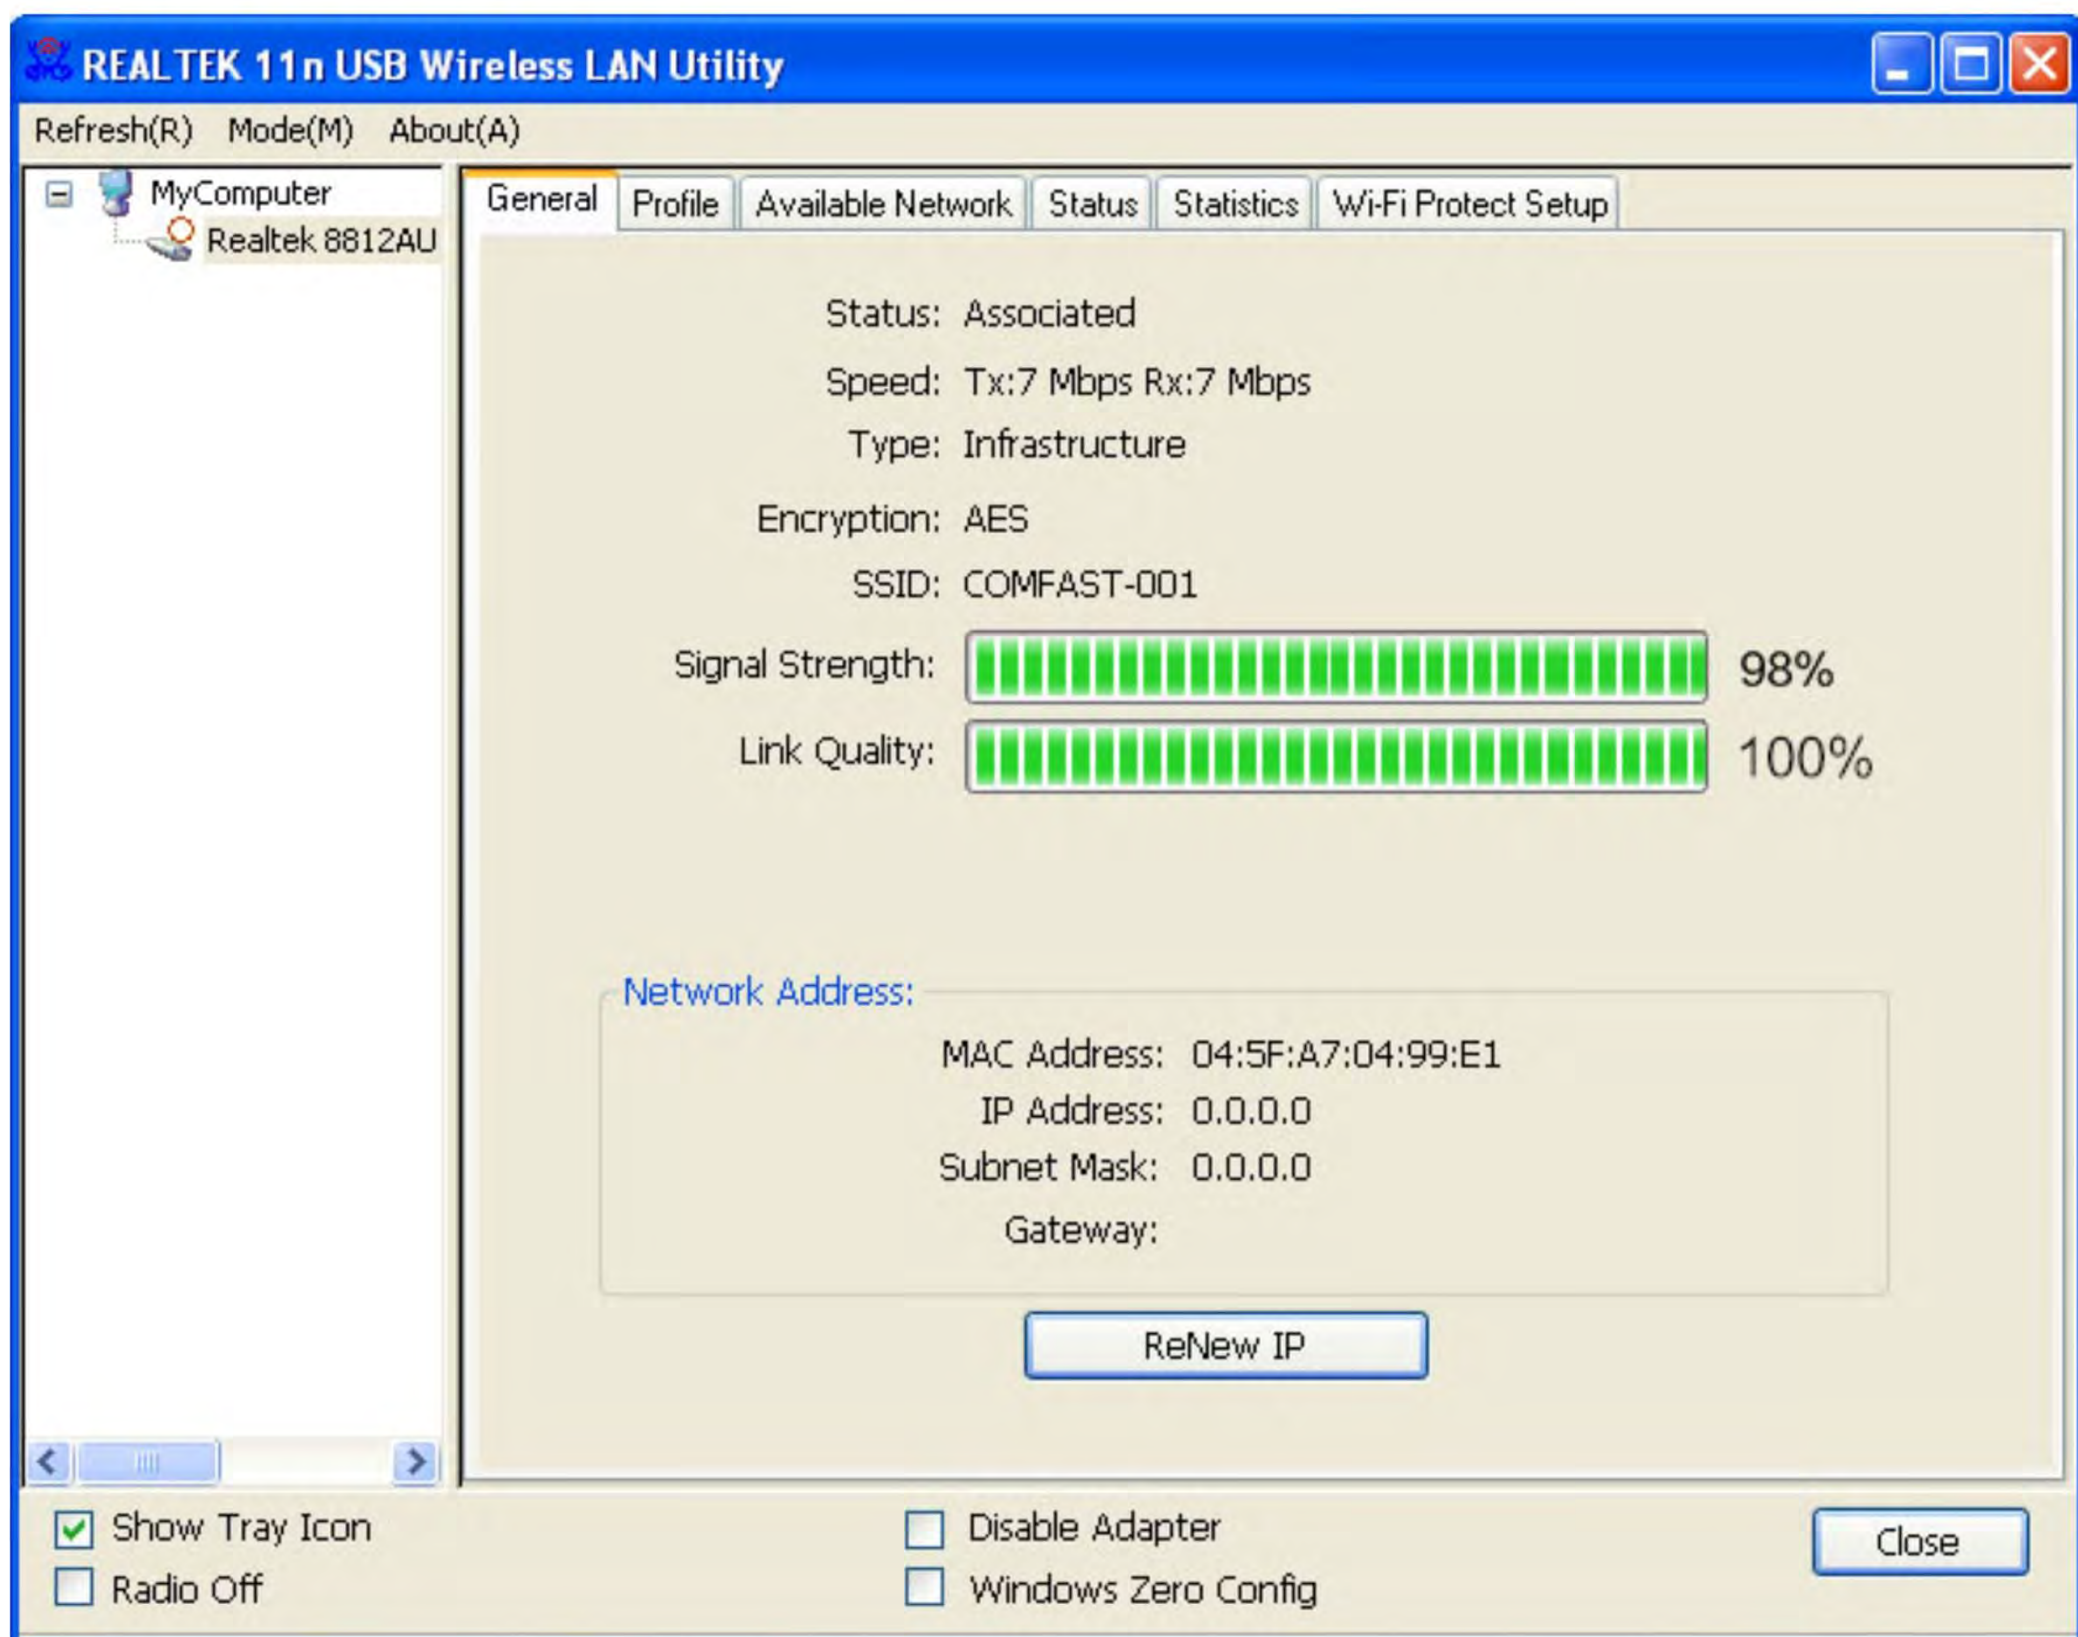 REALTEK 11n USB Wireless LAN Utility
Refresh(R) Mode(M) About(A)
MyComputer
Realtek 8812AU
General Profile Available Network Status Statistics Wi-Fi Protect Setup
Status: Associated
Speed: Tx:7 Mbps Rx:7 Mbps
Type: Infrastructure
Encryption: AES
SSID: COMFAST-001
Signal Strength: 98%
Link Quality: 100%
Network Address:
MAC Address: 04:5F:A7:04:99:E1
IP Address: 0.0.0.0
Subnet Mask: 0.0.0.0
Gateway:
ReNew IP
Show Tray Icon Disable Adapter Close
Radio Off Windows Zero Config